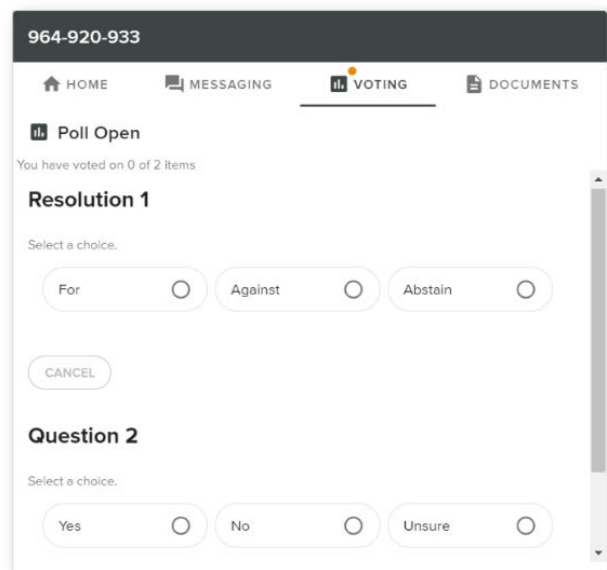 964-920-933
HOME MESSAGING VOTING DOCUMENTS
Poll Open
You have voted on 0 of 2 items
Resolution 1
Select a choice.
For Against Abstain
CANCEL
Question 2
Select a choice.
Yes No Unsure